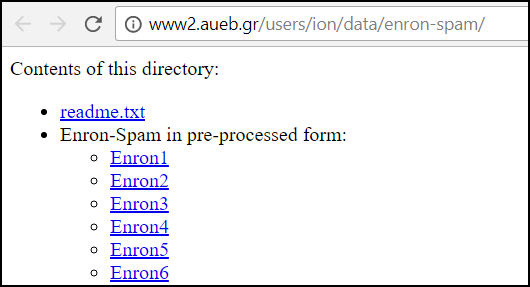 www2.aueb.gr/users/ion/data/enron-spam/
Contents of this directory:
readme.txt
Enron-Spam in pre-processed form:
Enron1
Enron2
Enron3
Enron4
Enron5
Enron6